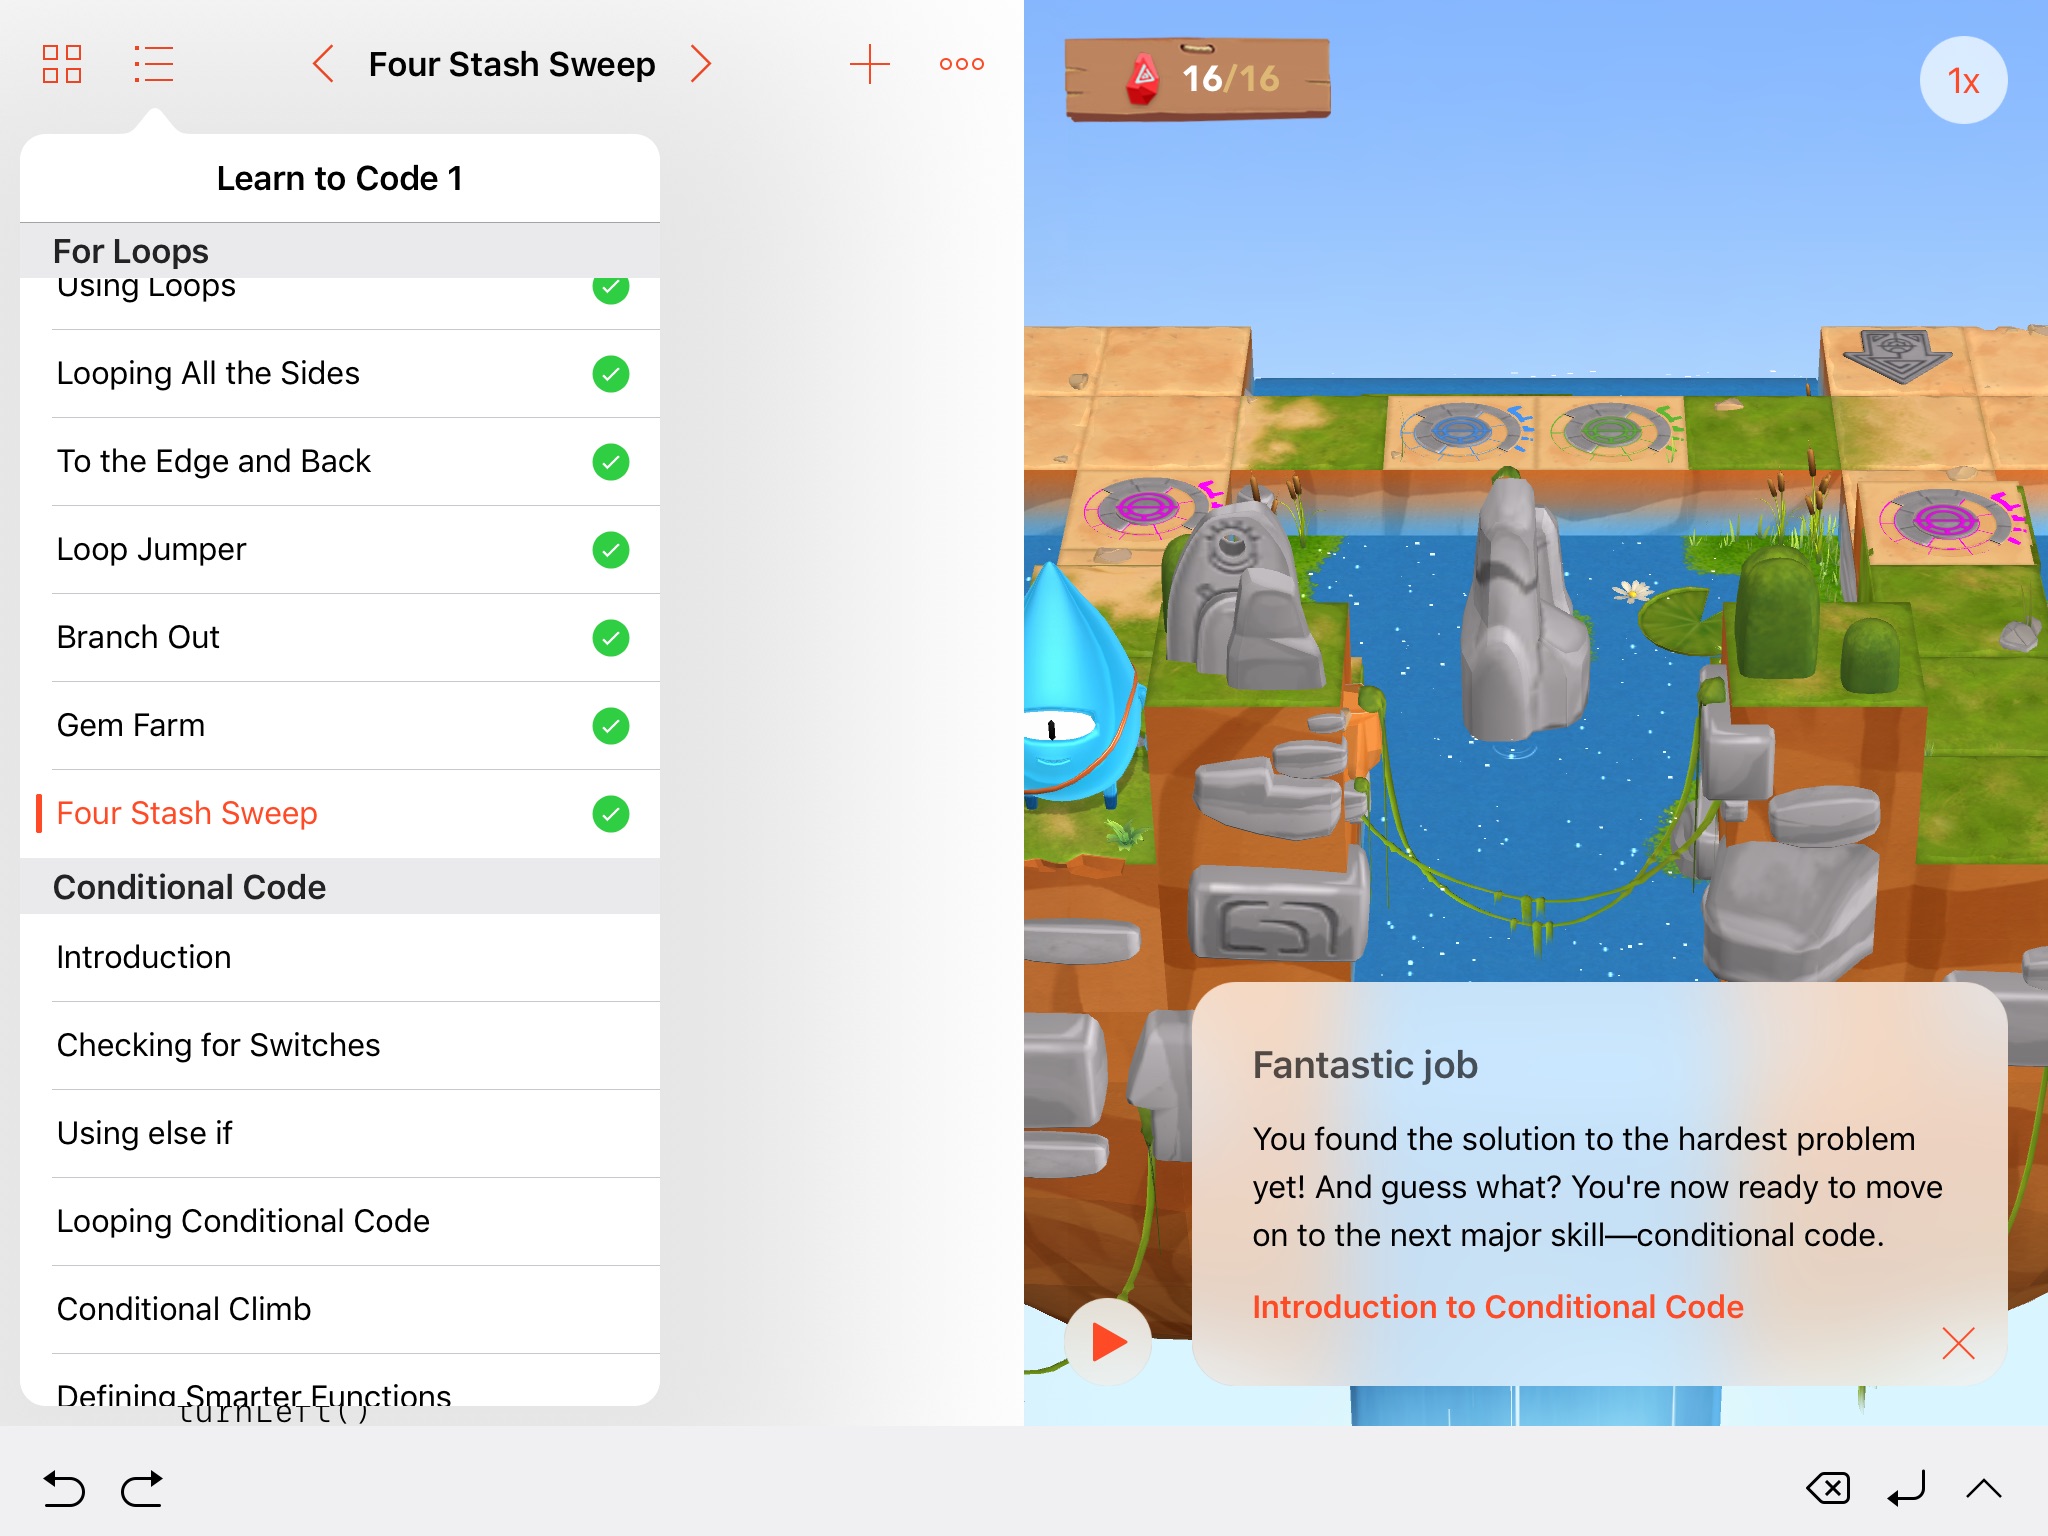 Four Stash Sweep
Learn to Code 1
For Loops
Using Loops
Looping All the Sides
To the Edge and Back
Loop Jumper
Branch Out
Gem Farm
Four Stash Sweep
Conditional Code
Introduction
Checking for Switches
Using else if
Looping Conditional Code
Conditional Climb
Defining Smarter Functions
turnLeft()
16/16
1x
Fantastic job
You found the solution to the hardest problem
yet! And guess what? You're now ready to move
on to the next major skill—conditional code.
Introduction to Conditional Code